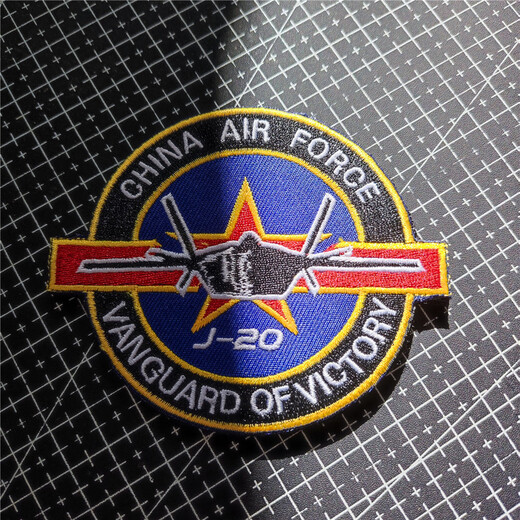 CHINA AIR FORCE
J-20
VANGUARD OF VICTORY